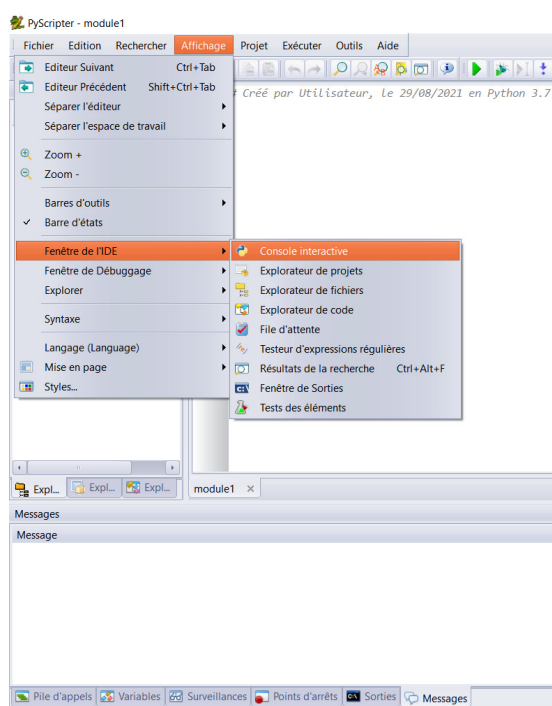 PyScripter - module1
Fichier Edition Rechercher Affichage Projet Exécuter Outils Aide
Editeur Suivant Ctrl+Tab
Editeur Précédent Shift+Ctrl+Tab
Créé par Utilisateur, le 29/08/2021 en Python 3.7
Séparer l'éditeur
Séparer l'espace de travail
Zoom +
Zoom -
Barres d'outils
Barre d'états
Fenêtre de l'IDE
Fenêtre de Débuggage
Explorer
Syntaxe
Langage (Language)
Mise en page
Styles...
Console interactive
Explorateur de projets
Explorateur de fichiers
Explorateur de code
File d'attente
Testeur d'expressions régulières
Résultats de la recherche Ctrl+Alt+F
Fenêtre de Sorties
Tests des éléments
Expl... Expl... Expl... module1
Messages
Message
Pile d'appels Variables Surveillances Points d'arrêts Sorties Messages